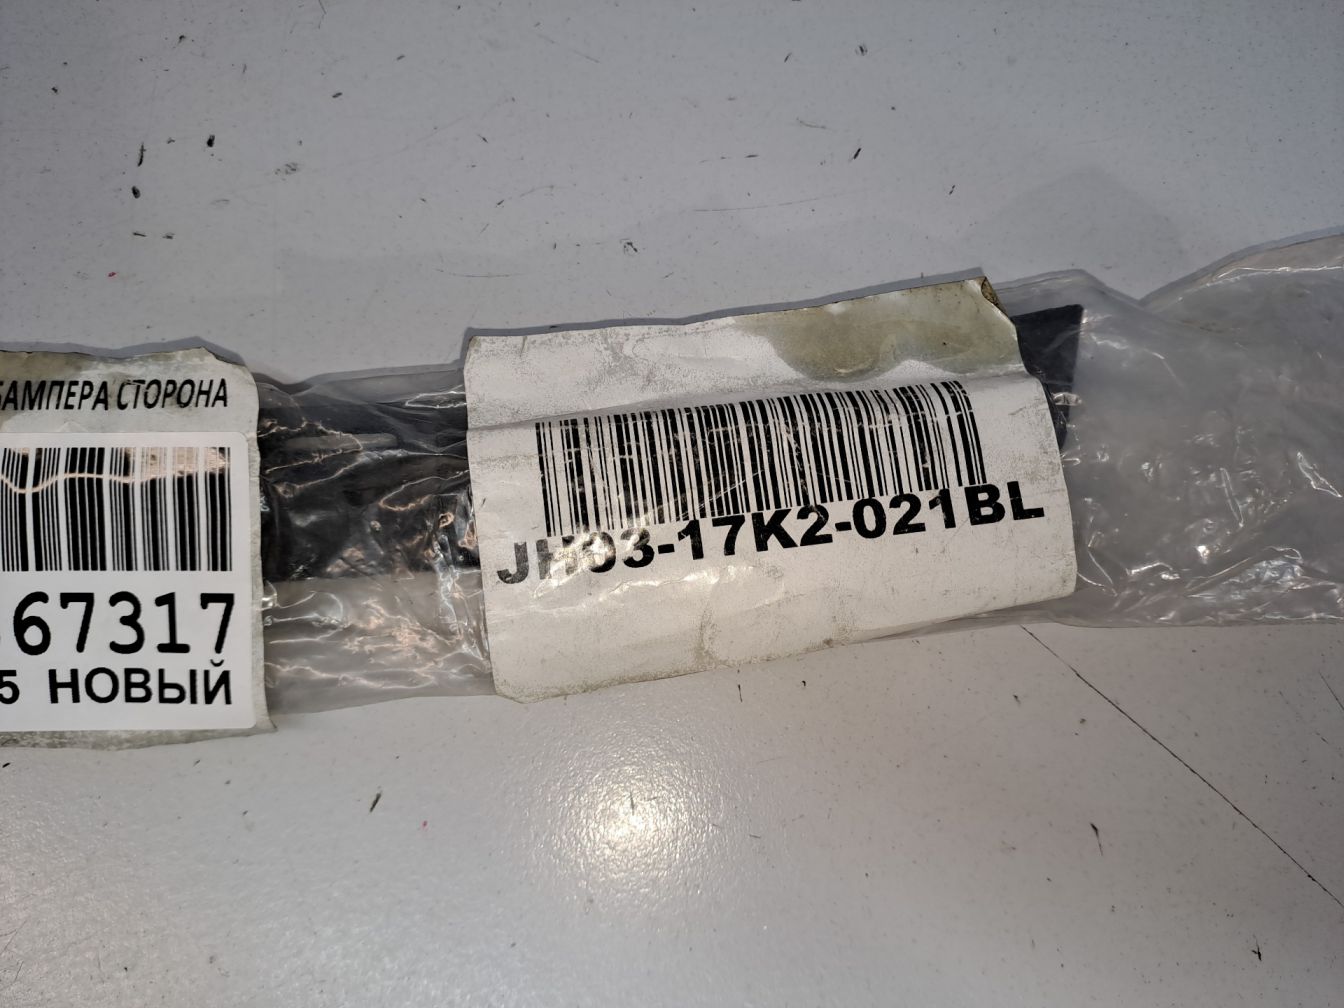 БАМПЕРА СТОРОНА
67317
5 НОВЫЙ
JH03-17K2-021BL